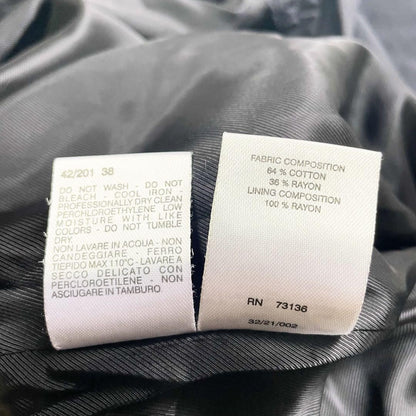 42/201 38
DO NOT WASH - DO NOT
BLEACH - COOL IRON -
PROFESSIONALLY DRY CLEAN
PERCHLOROETHYLENE LOW
MOISTURE WITH LIKE
COLORS - DO NOT TUMBLE
DRY.
NON LAVARE IN ACQUA - NON
CANDEGGIARE - FERRO
TIEPIDO MAX 110°C - LAVARE A
SECCO DELICATO CON
PERCLOROETILENE - NON
ASCIUGARE IN TAMBURO
FABRIC COMPOSITION
64 % COTTON
36 % RAYON
LINING COMPOSITION
100 % RAYON
RN 73136
32/21/002